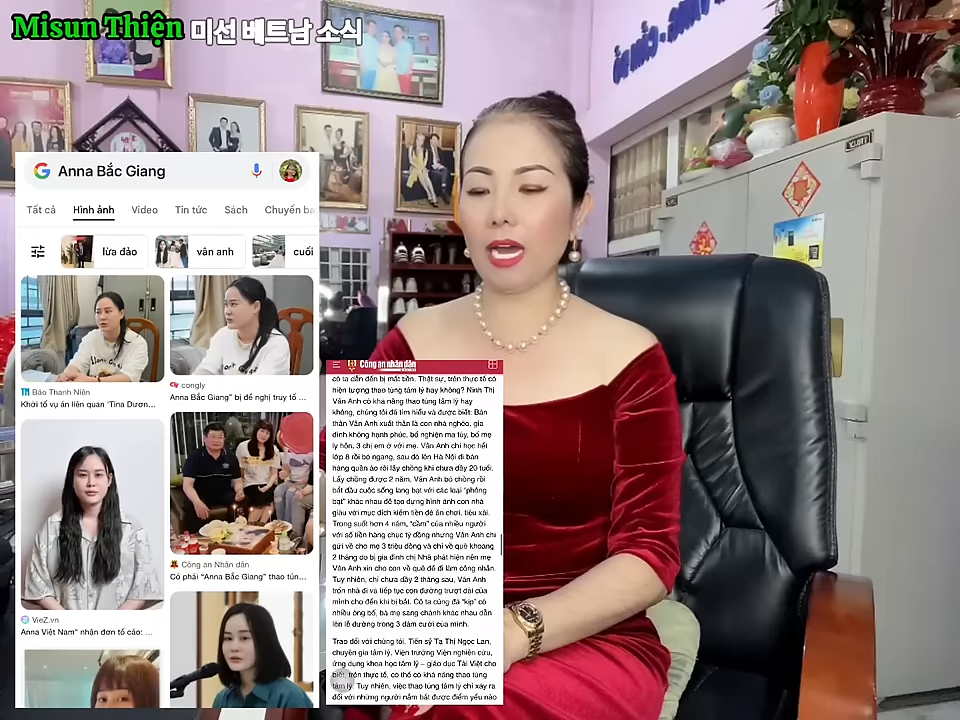 Misun Thiện 미선 베트남 소식
Anna Bắc Giang
Tất cả Hình ảnh Video Tin tức Sách Chuyến ba
lừa đảo vân anh cuối
Báo Thanh Niên
Khởi tố vụ án liên quan 'Tina Dươn...
congly
Anna Bắc Giang" bị đề nghị truy tố ...
Công an Nhân dân
Có phải "Anna Bắc Giang" thao tún...
VieZ.vn
Anna Việt Nam" nhận đơn tố cáo: ...
Công an nhân dân
cô ta dẫn đến bị mất tiền. Thật sự, trên thực tế có
hiện tượng thao túng tâm lý hay không? Ninh Thị
Vân Anh có khả năng thao túng tâm lý hay
không, chúng tôi đã tìm hiểu và được biết: Bản
thân Vân Anh xuất thân là con nhà nghèo, gia
đình không hạnh phúc, bố nghiện ma túy, bố mẹ
ly hôn, 3 chị em ở với mẹ. Vân Anh chỉ học hết
lớp 8 rồi bỏ ngang, sau đó lên Hà Nội đi bán
hàng quần áo rồi lấy chồng khi chưa đầy 20 tuổi.
Lấy chồng được 2 năm, Vân Anh bỏ chồng rồi
bắt đầu cuộc sống lang bạt với các loại "phông
bạt" khác nhau để tạo dựng hình ảnh con nhà
giàu với mục đích kiếm tiền để ăn chơi, tiêu xài.
Trong suốt hơn 4 năm, "cầm" của nhiều người
với số tiền hàng chục tỷ đồng nhưng Vân Anh chỉ
gửi về cho mẹ 3 triệu đồng và chỉ về quê khoảng
2 tháng do bị gia đình chị Nhã phát hiện nên mẹ
Vân Anh xin cho con về quê để đi làm công nhân.
Tuy nhiên, chỉ chưa đầy 2 tháng sau, Vân Anh
trốn nhà đi và tiếp tục con đường trượt dài của
mình cho đến khi bị bắt. Cô ta cũng đã "kịp" có
nhiều ông bố, bà mẹ sang chảnh khác nhau dẫn
lên lễ đường trong 3 đám cưới của mình.
Trao đổi với chúng tôi, Tiến sỹ Tạ Thị Ngọc Lan,
chuyên gia tâm lý, Viện trưởng Viện nghiên cứu,
ứng dụng khoa học tâm lý – giáo dục Tài Việt cho
biết, trên thực tế, có thể có khả năng thao túng
tâm lý. Tuy nhiên, việc thao túng tâm lý chỉ xảy ra
đối với những người nắm bắt được điểm yếu nào